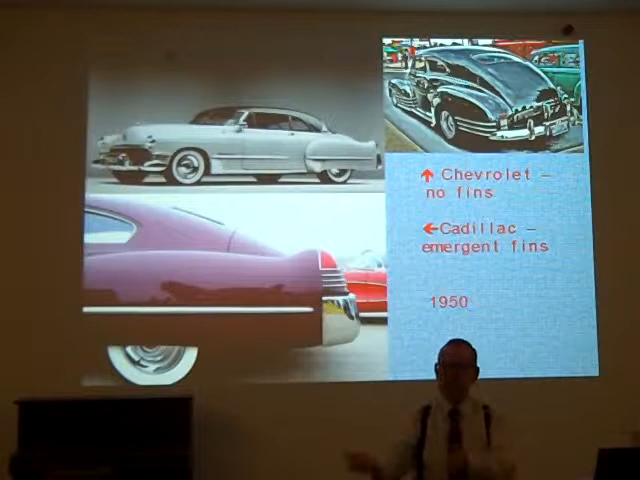 ↑ Chevrolet –
no fins
←Cadillac –
emergent fins
1950